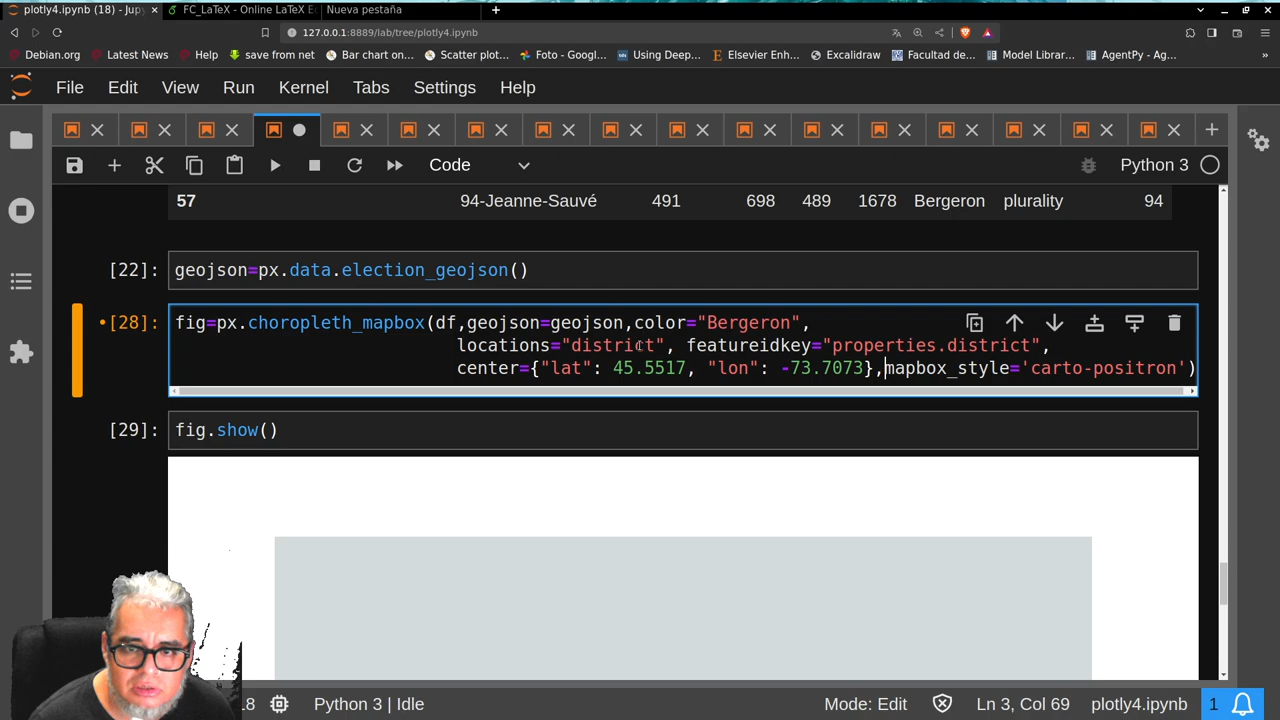 plotly4.ipynb (18) - Jup
FC_LaTeX - Online LaTeX E
Nueva pestaña
127.0.0.1:8889/lab/tree/plotly4.ipynb
Debian.org
Latest News
Help
save from net
Bar chart on...
Scatter plot...
Foto - Googl...
Using Deep...
Elsevier Enh...
Excalidraw
Facultad de...
Model Librar...
AgentPy - Ag...
»
File Edit View Run Kernel Tabs Settings Help
Code
Python 3
57 94-Jeanne-Sauvé 491 698 489 1678 Bergeron plurality 94
[22]: geojson=px.data.election_geojson()
[28]: fig=px.choropleth_mapbox(df,geojson=geojson,color="Bergeron",
locations="district", featureidkey="properties.district",
center={"lat": 45.5517, "lon": -73.7073},mapbox_style='carto-positron')
[29]: fig.show()
.8 Python 3 | Idle
Mode: Edit
Ln 3, Col 69
plotly4.ipynb
1